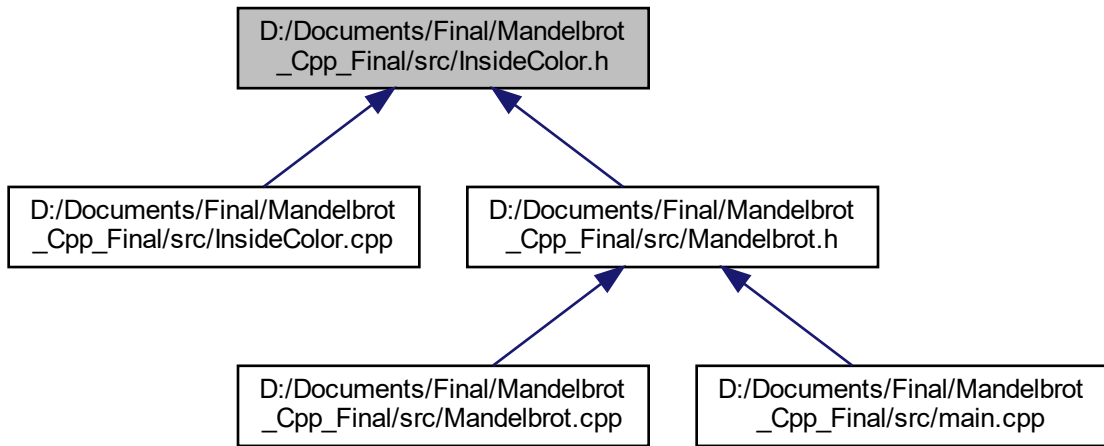 D:/Documents/Final/Mandelbrot
_Cpp_Final/src/InsideColor.h
D:/Documents/Final/Mandelbrot
_Cpp_Final/src/InsideColor.cpp
D:/Documents/Final/Mandelbrot
_Cpp_Final/src/Mandelbrot.h
D:/Documents/Final/Mandelbrot
_Cpp_Final/src/Mandelbrot.cpp
D:/Documents/Final/Mandelbrot
_Cpp_Final/src/main.cpp